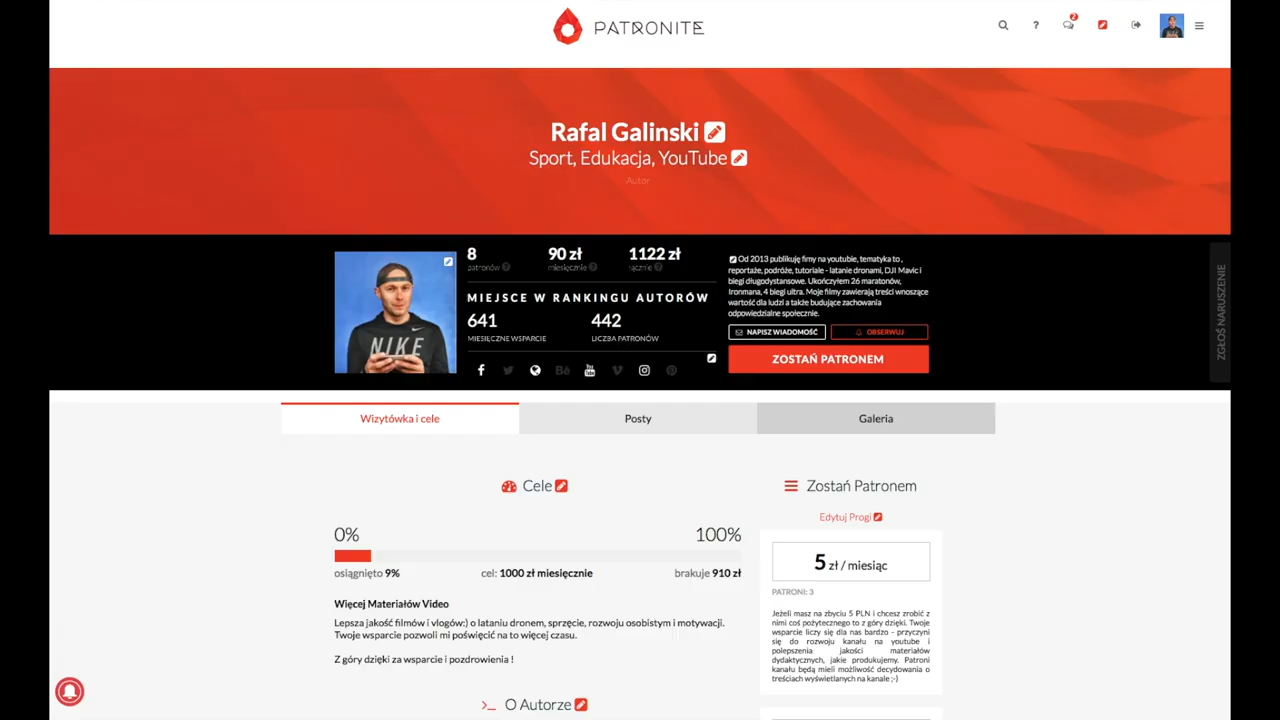 PATRONITE
?
2
Rafal Galinski
Sport, Edukacja, YouTube
Autor
8
patronów
90 zł
miesięcznie
1122 zł
łącznie
MIEJSCE W RANKINGU AUTORÓW
641
MIESIĘCZNE WSPARCIE
442
LICZBA PATRONÓW
NIKE
Od 2013 publikuję fimy na youtubie, tematyka to ,
reportaże, podróże, tutoriale - latanie dronami, DJI Mavic i
biegi długodystansowe. Ukończyłem 26 maratonów,
Ironmana, 4 biegi ultra. Moje filmy zawierają treści wnoszące
wartość dla ludzi a także budujące zachowania
odpowiedzialne społecznie.
NAPISZ WIADOMOŚĆ
OBSERWUJ
ZOSTAŃ PATRONEM
ZGŁOŚ NARUSZENIE
Wizytówka i cele
Posty
Galeria
Cele
0%
100%
osiągnięto 9%
cel: 1000 zł miesięcznie
brakuje 910 zł
Więcej Materiałów Video
Lepsza jakość filmów i vlogów:) o lataniu dronem, sprzęcie, rozwoju osobistym i motywacji.
Twoje wsparcie pozwoli mi poświęcić na to więcej czasu.
Z góry dzięki za wsparcie i pozdrowienia !
O Autorze
Zostań Patronem
Edytuj Progi
5 zł / miesiąc
PATRONI: 3
Jeżeli masz na zbyciu 5 PLN i chcesz zrobić z
nimi coś pożytecznego to z góry dzięki. Twoje
wsparcie liczy się dla nas bardzo - przyczyni
się do rozwoju kanału na youtube i
polepszenia jakości materiałów
dydaktycznych, jakie produkujemy. Patroni
kanału będą mieli możliwość decydowania o
treściach wyświetlanych na kanale ;-)